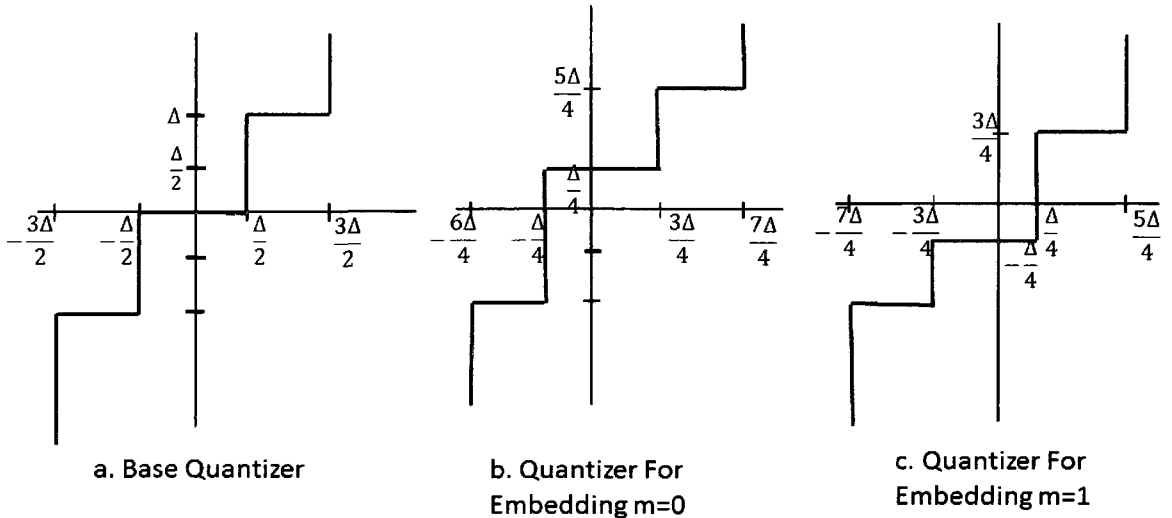 Δ
Δ/2
-3Δ/2
-Δ/2
Δ/2
3Δ/2
a. Base Quantizer
5Δ/4
Δ/4
-6Δ/4
-Δ/4
3Δ/4
7Δ/4
b. Quantizer For
Embedding m=0
3Δ/4
-7Δ/4
-3Δ/4
Δ/4
5Δ/4
-Δ/4
c. Quantizer For
Embedding m=1